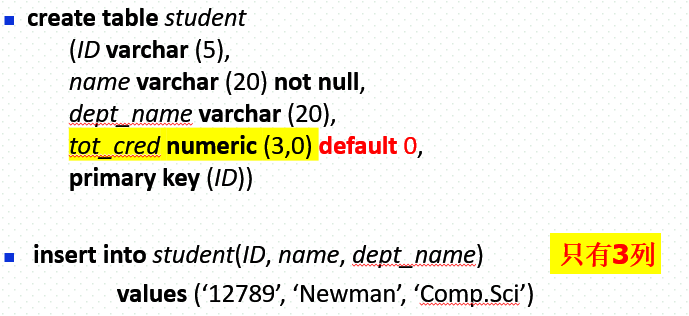 create table student
(ID varchar (5),
name varchar (20) not null,
dept_name varchar (20),
tot_cred numeric (3,0) default 0,
primary key (ID))
insert into student(ID, name, dept_name) 只有3列
values (‘12789’, ‘Newman’, ‘Comp.Sci’)